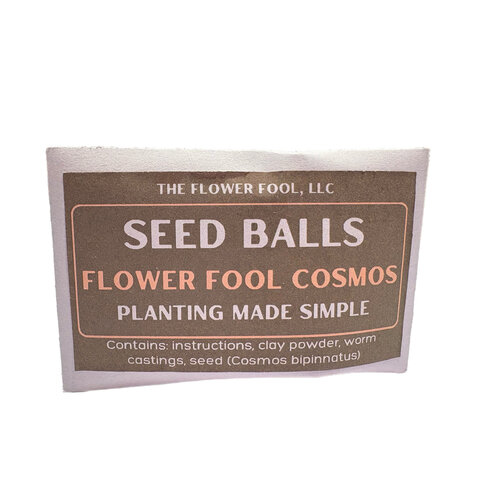 THE FLOWER FOOL, LLC
SEED BALLS
FLOWER FOOL COSMOS
PLANTING MADE SIMPLE
Contains: instructions, clay powder, worm
castings, seed (Cosmos bipinnatus)